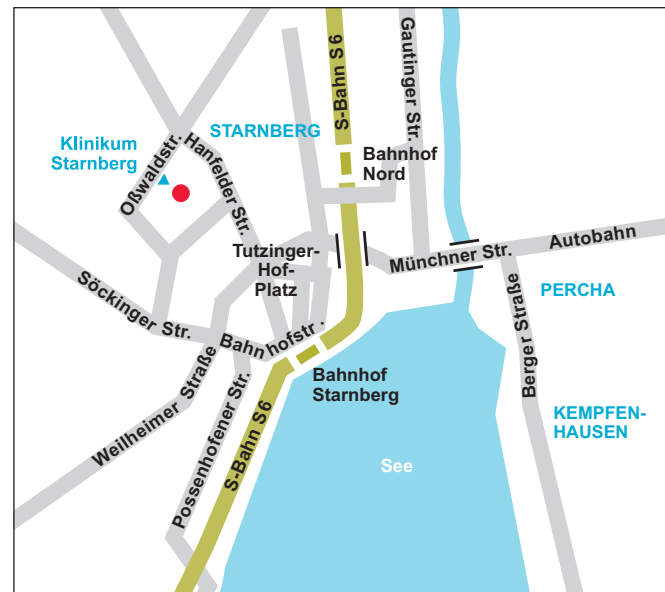 S-Bahn S6
Gautinger Str.
STARNBERG
Klinikum
Starnberg
Oßwaldstr.
Hanfelder Str.
Bahnhof
Nord
Tutzinger-
Hof-
Platz
Münchner Str.
Autobahn
Söckinger Str.
Bahnhofstr.
PERCHA
Berger Straße
Weilheimer Straße
Possenhofener Str.
S-Bahn S6
Bahnhof
Starnberg
KEMPFEN-
HAUSEN
See